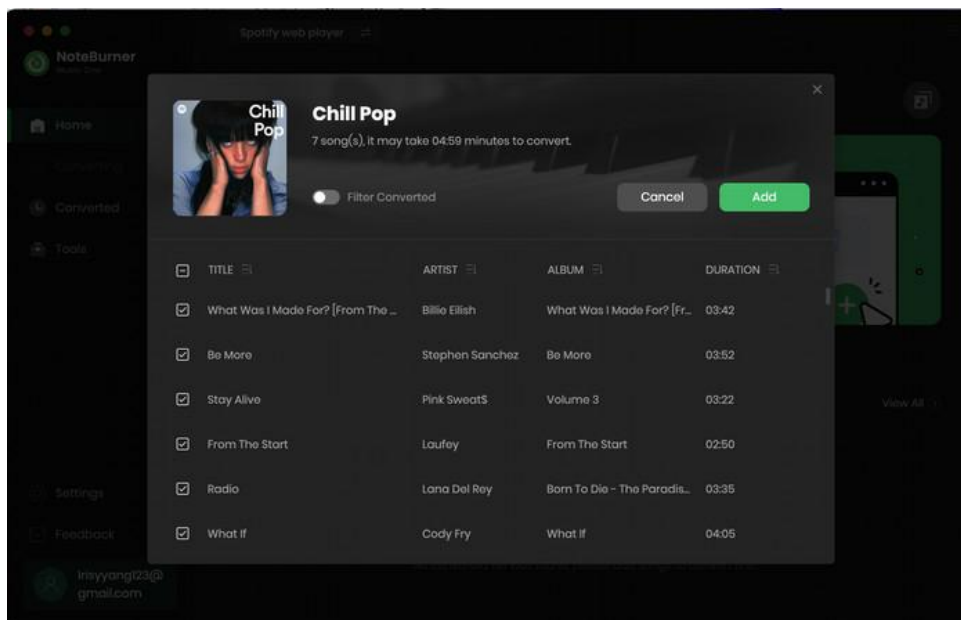 Spotify web player
NoteBurner
Music One
Home
Converting
Converted
Tools
Settings
Feedback
Irisyyang123@
gmail.com
View All
Chill
Pop
Chill Pop
7 song(s), it may take 04:59 minutes to convert.
Filter Converted
Cancel
Add
TITLE ARTIST ALBUM DURATION
What Was I Made For? [From The ... Billie Eilish What Was I Made For? [Fr... 03:42
Be More Stephen Sanchez Be More 03:52
Stay Alive Pink Sweat$ Volume 3 03:22
From The Start Laufey From The Start 02:50
Radio Lana Del Rey Born To Die - The Paradis... 03:35
What If Cody Fry What If 04:05